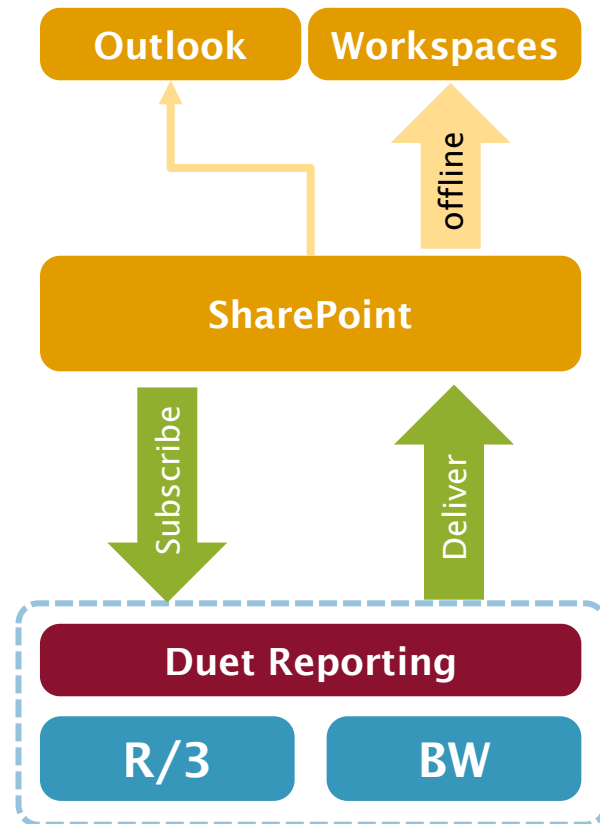 Outlook
Workspaces
offline
SharePoint
Subscribe
Deliver
Duet Reporting
R/3
BW